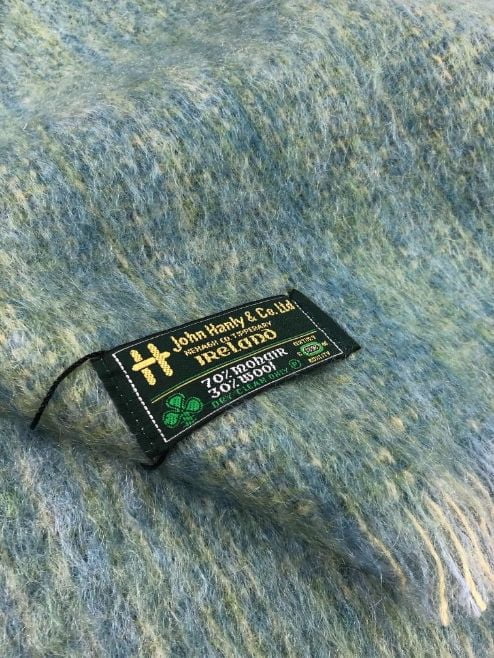 H
John Hanly & Co. Ltd
NENAGH CO. TIPPERARY
IRELAND
70% MOHAIR
30% WOOL
DRY CLEAN ONLY P